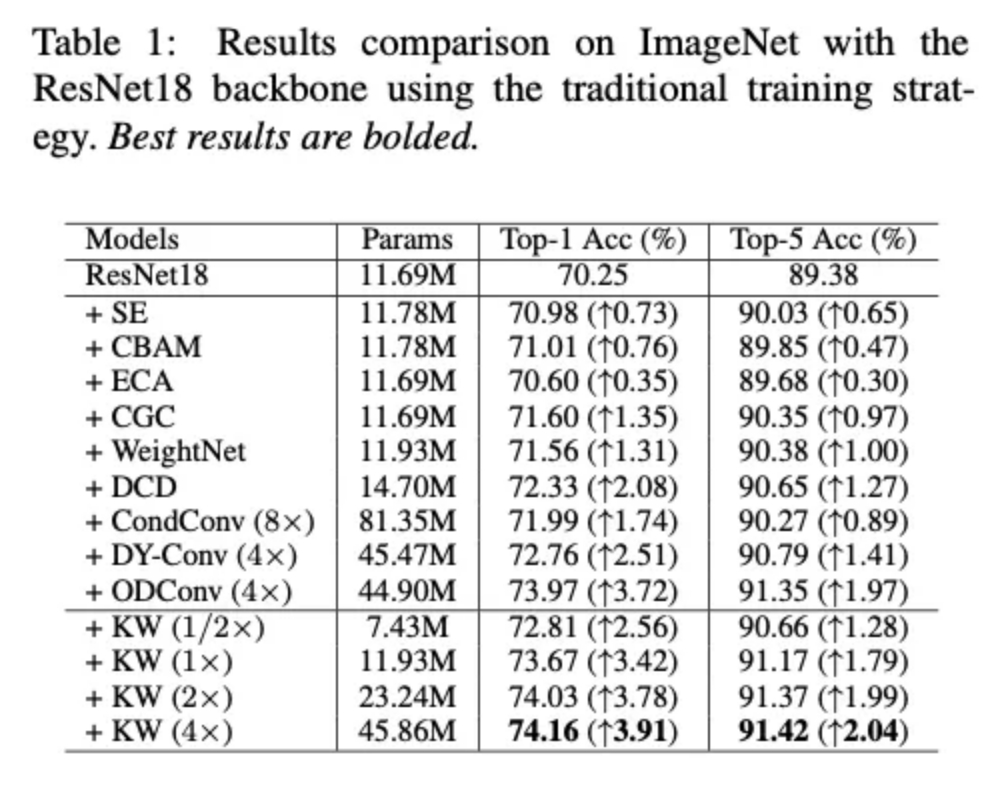 Table 1: Results comparison on ImageNet with the
ResNet18 backbone using the traditional training strat-
egy. Best results are bolded.
Models Params Top-1 Acc (%) Top-5 Acc (%)
ResNet18 11.69M 70.25 89.38
+ SE 11.78M 70.98 (↑0.73) 90.03 (↑0.65)
+ CBAM 11.78M 71.01 (↑0.76) 89.85 (↑0.47)
+ ECA 11.69M 70.60 (↑0.35) 89.68 (↑0.30)
+ CGC 11.69M 71.60 (↑1.35) 90.35 (↑0.97)
+ WeightNet 11.93M 71.56 (↑1.31) 90.38 (↑1.00)
+ DCD 14.70M 72.33 (↑2.08) 90.65 (↑1.27)
+ CondConv (8×) 81.35M 71.99 (↑1.74) 90.27 (↑0.89)
+ DY-Conv (4×) 45.47M 72.76 (↑2.51) 90.79 (↑1.41)
+ ODConv (4×) 44.90M 73.97 (↑3.72) 91.35 (↑1.97)
+ KW (1/2×) 7.43M 72.81 (↑2.56) 90.66 (↑1.28)
+ KW (1×) 11.93M 73.67 (↑3.42) 91.17 (↑1.79)
+ KW (2×) 23.24M 74.03 (↑3.78) 91.37 (↑1.99)
+ KW (4×) 45.86M 74.16 (↑3.91) 91.42 (↑2.04)